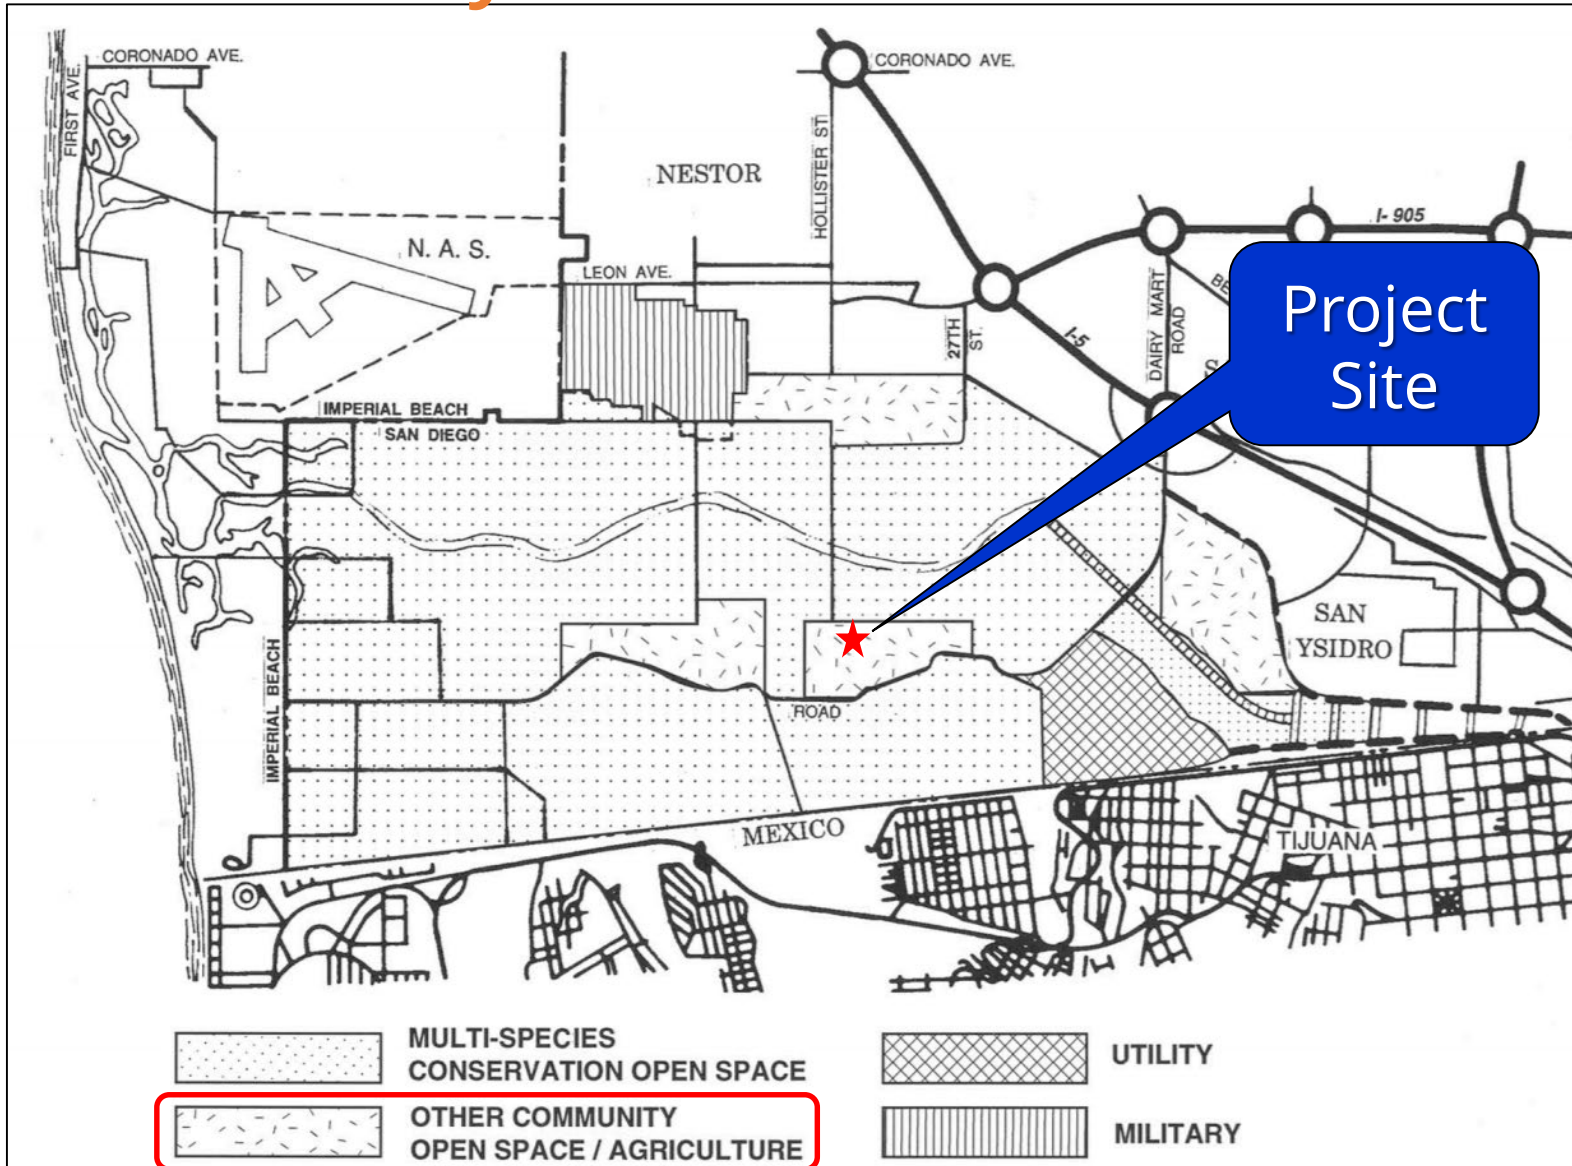 CORONADO AVE.
CORONADO AVE.
FIRST AVE.
HOLLISTER ST.
NESTOR
I-905
N. A. S.
LEON AVE.
27TH
ST.
I-5
DAIRY MART
ROAD
Project
Site
IMPERIAL BEACH
SAN DIEGO
SAN
YSIDRO
IMPERIAL BEACH
ROAD
MEXICO
TIJUANA
MULTI-SPECIES
CONSERVATION OPEN SPACE
UTILITY
OTHER COMMUNITY
OPEN SPACE / AGRICULTURE
MILITARY